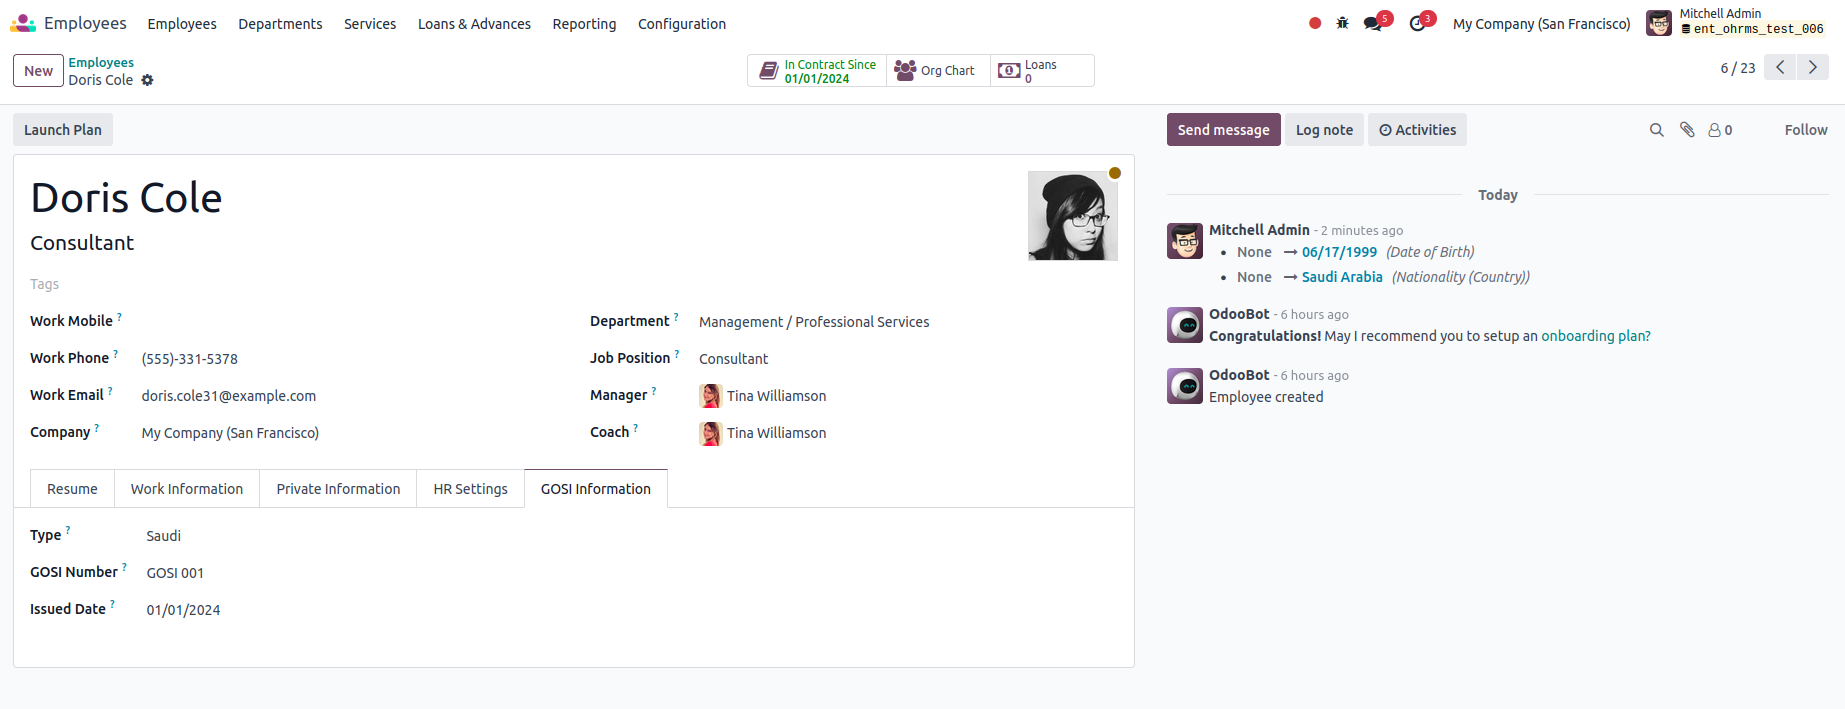 Employees Employees Departments Services Loans & Advances Reporting Configuration 5 3 My Company (San Francisco) Mitchell Admin
ent_ohrms_test_006
New Employees
Doris Cole
In Contract Since
01/01/2024
Org Chart
Loans
0
6 / 23
Launch Plan
Send message Log note Activities 0 Follow
Doris Cole
Consultant
Tags
Work Mobile ?
Work Phone ? (555)-331-5378
Work Email ? doris.cole31@example.com
Company ? My Company (San Francisco)
Department ? Management / Professional Services
Job Position ? Consultant
Manager ? Tina Williamson
Coach ? Tina Williamson
Resume Work Information Private Information HR Settings GOSI Information
Type ? Saudi
GOSI Number ? GOSI 001
Issued Date ? 01/01/2024
Today
Mitchell Admin - 2 minutes ago
• None → 06/17/1999 (Date of Birth)
• None → Saudi Arabia (Nationality (Country))
OdooBot - 6 hours ago
Congratulations! May I recommend you to setup an onboarding plan?
OdooBot - 6 hours ago
Employee created